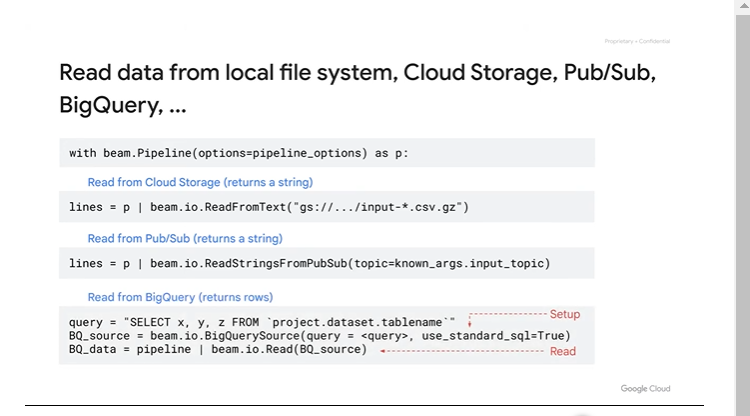 Proprietary + Confidential
Read data from local file system, Cloud Storage, Pub/Sub,
BigQuery, ...
with beam.Pipeline(options=pipeline_options) as p:
Read from Cloud Storage (returns a string)
lines = p | beam.io.ReadFromText("gs://.../input-*.csv.gz")
Read from Pub/Sub (returns a string)
lines = p | beam.io.ReadStringsFromPubSub(topic=known_args.input_topic)
Read from BigQuery (returns rows)
query = "SELECT x, y, z FROM `project.dataset.tablename`"
Setup
BQ_source = beam.io.BigQuerySource(query = <query>, use_standard_sql=True)
BQ_data = pipeline | beam.io.Read(BQ_source)
Read
Google Cloud